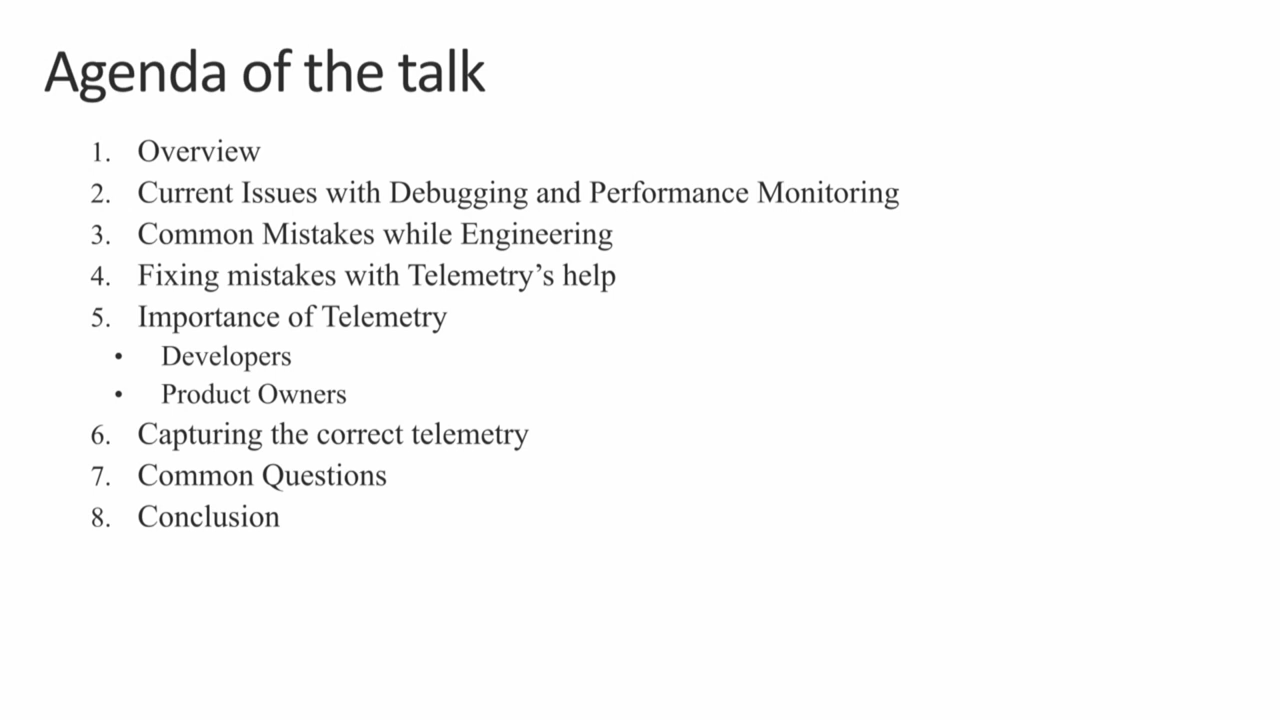 Agenda of the talk
1. Overview
2. Current Issues with Debugging and Performance Monitoring
3. Common Mistakes while Engineering
4. Fixing mistakes with Telemetry’s help
5. Importance of Telemetry
• Developers
• Product Owners
6. Capturing the correct telemetry
7. Common Questions
8. Conclusion